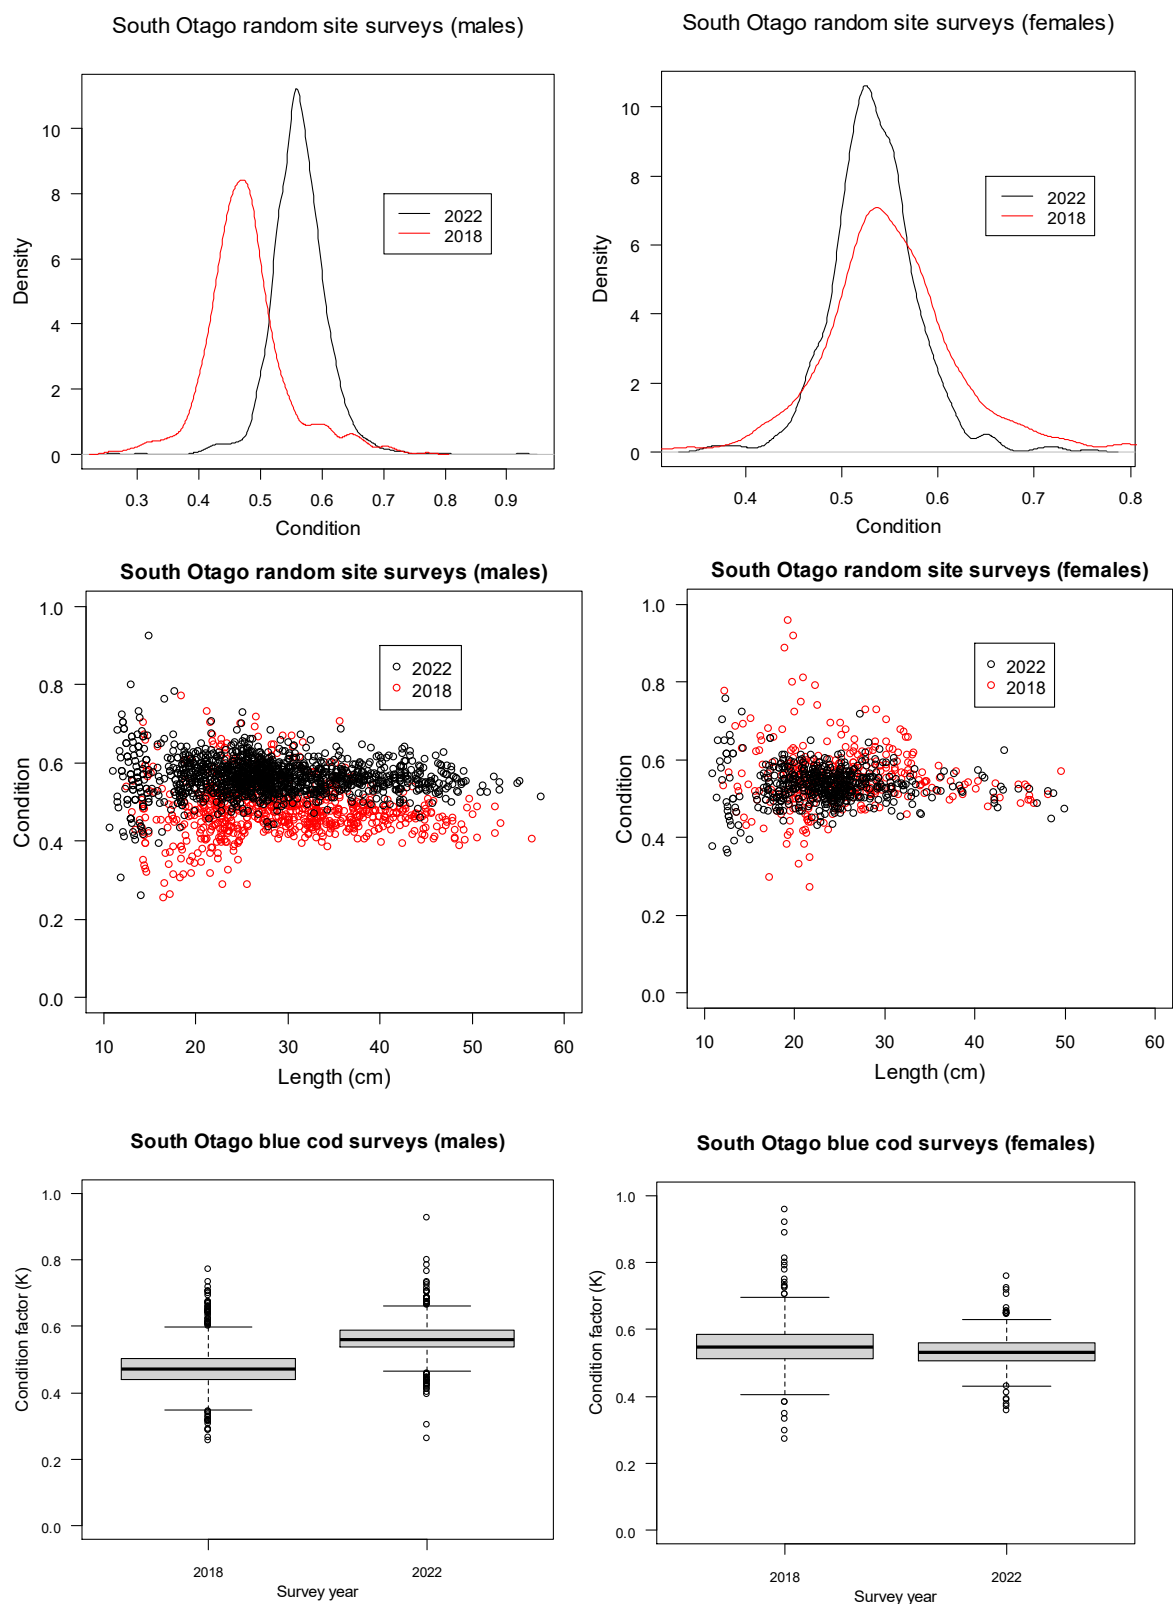 South Otago random site surveys (males)
Density
10
8
6
4
2
0
2022
2018
0.3 0.4 0.5 0.6 0.7 0.8 0.9
Condition
South Otago random site surveys (females)
Density
10
8
6
4
2
0
2022
2018
0.4 0.5 0.6 0.7 0.8
Condition
South Otago random site surveys (males)
Condition
1.0
0.8
0.6
0.4
0.2
0.0
2022
2018
10 20 30 40 50 60
Length (cm)
South Otago random site surveys (females)
Condition
1.0
0.8
0.6
0.4
0.2
0.0
2022
2018
10 20 30 40 50 60
Length (cm)
South Otago blue cod surveys (males)
Condition factor (K)
1.0
0.8
0.6
0.4
0.2
0.0
2018 2022
Survey year
South Otago blue cod surveys (females)
Condition factor (K)
1.0
0.8
0.6
0.4
0.2
0.0
2018 2022
Survey year